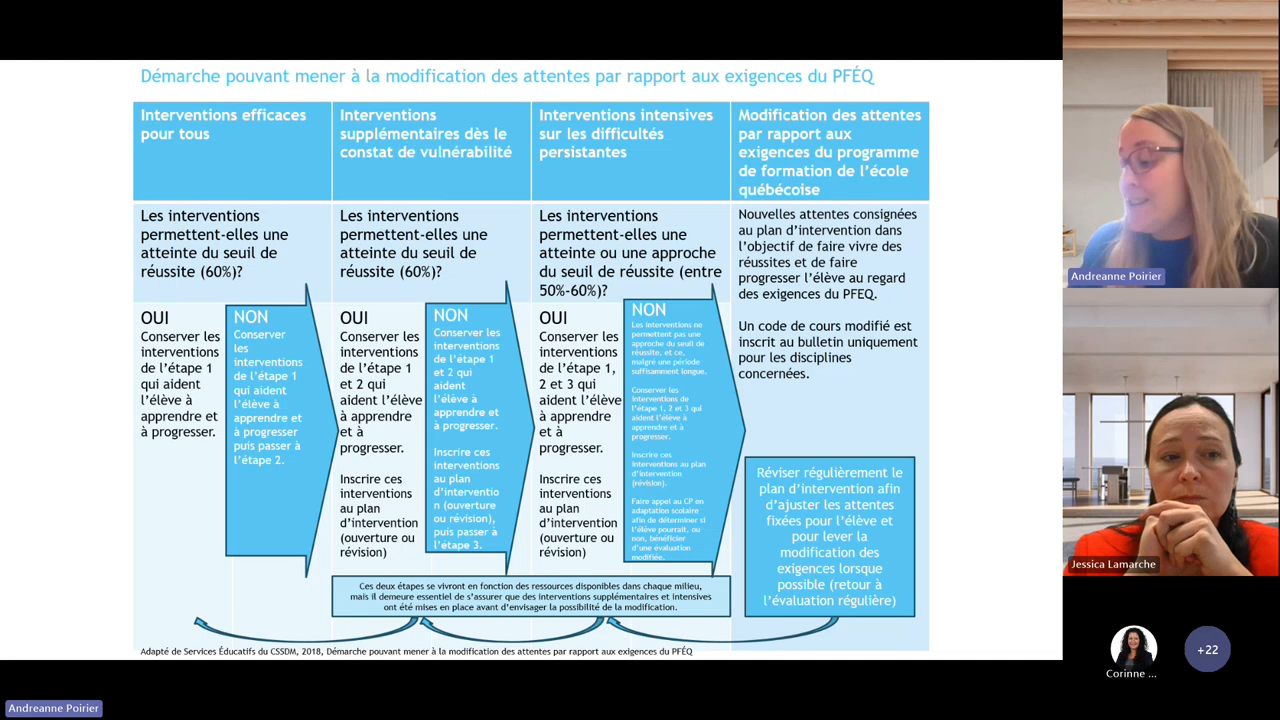 Démarche pouvant mener à la modification des attentes par rapport aux exigences du PFÉQ
Interventions efficaces
pour tous
Interventions
supplémentaires dès le
constat de vulnérabilité
Interventions intensives
sur les difficultés
persistantes
Modification des attentes
par rapport aux
exigences du programme
de formation de l'école
québécoise
Les interventions
permettent-elles une
atteinte du seuil de
réussite (60%)?
Les interventions
permettent-elles une
atteinte du seuil de
réussite (60%)?
Les interventions
permettent-elles une
atteinte ou une approche
du seuil de réussite (entre
50%-60%)?
Nouvelles attentes consignées
au plan d'intervention dans
l'objectif de faire vivre des
réussites et de faire
progresser l'élève au regard
des exigences du PFEQ.
Un code de cours modifié est
inscrit au bulletin uniquement
pour les disciplines
concernées.
OUI
Conserver les
interventions
de l'étape 1
qui aident
l'élève à
apprendre et
à progresser.
NON
Conserver
les
interventions
de l'étape 1
qui aident
l'élève à
apprendre et
à progresser
puis passer à
l'étape 2.
OUI
Conserver les
interventions
de l'étape 1
et 2 qui
aident l'élève
à apprendre
et à
progresser.
Inscrire ces
interventions
au plan
d'intervention
(ouverture ou
révision)
NON
Conserver les
interventions
de l'étape 1
et 2 qui
aident
l'élève à
apprendre et
à progresser.
Inscrire ces
interventions
au plan
d'interventio
n (ouverture
ou révision),
puis passer à
l'étape 3.
OUI
Conserver les
interventions
de l'étape 1,
2 et 3 qui
aident l'élève
à apprendre
et à
progresser.
Inscrire ces
interventions
au plan
d'intervention
(ouverture ou
révision)
NON
Les interventions ne
permettent pas une
approche du seuil de
réussite, et ce,
malgré une période
suffisamment longue.
Conserver les
interventions de
l'étape 1, 2 et 3 qui
aident l'élève à
apprendre et à
progresser.
Inscrire ces
interventions au plan
d'intervention
(révision).
Faire appel au CP en
adaptation scolaire
afin de déterminer si
l'élève pourrait, ou
non, bénéficier
d'une évaluation
modifiée.
Réviser régulièrement le
plan d'intervention afin
d'ajuster les attentes
fixées pour l'élève et
pour lever la
modification des
exigences lorsque
possible (retour à
l'évaluation régulière)
Ces deux étapes se vivront en fonction des ressources disponibles dans chaque milieu,
mais il demeure essentiel de s'assurer que des interventions supplémentaires et intensives
ont été mises en place avant d'envisager la possibilité de la modification.
Adapté de Services Éducatifs du CSSDM, 2018, Démarche pouvant mener à la modification des attentes par rapport aux exigences du PFÉQ
Andreanne Poirier
Jessica Lamarche
Corinne ...
+22
Andreanne Poirier